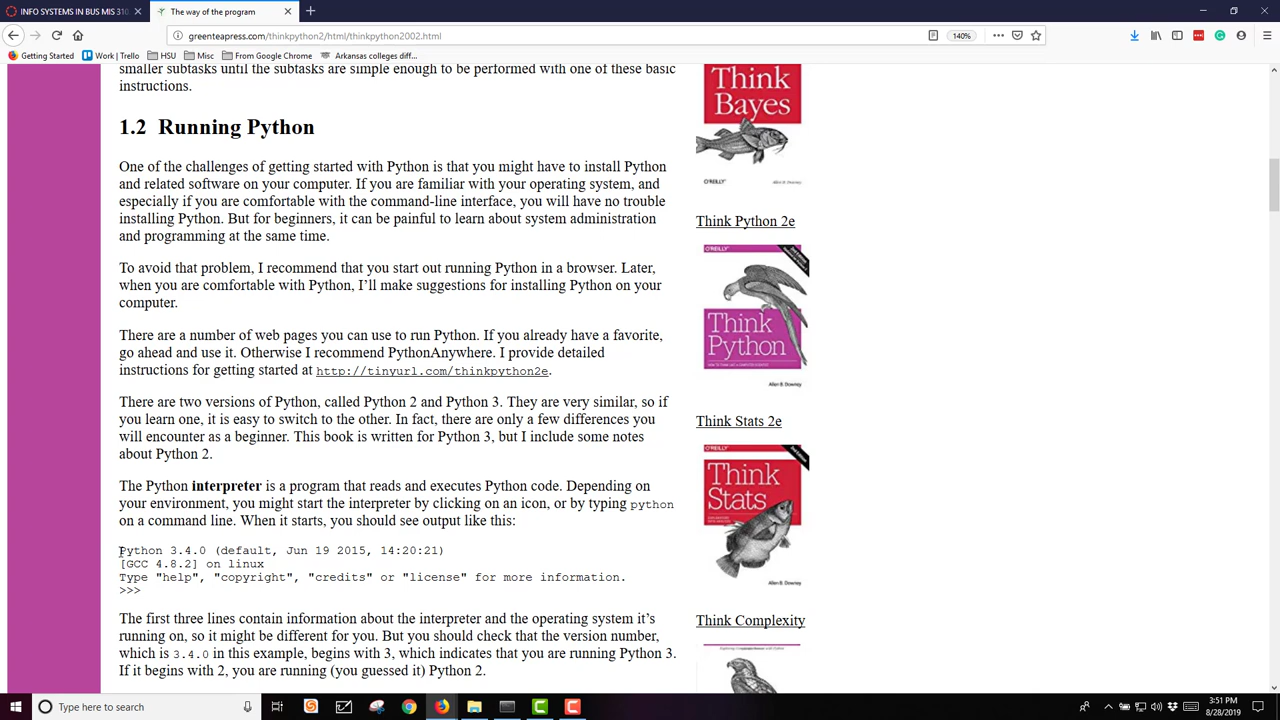 INFO SYSTEMS IN BUS MIS 310
The way of the program
greenteapress.com/thinkpython2/html/thinkpython2002.html
140%
Getting Started
Work | Trello
HSU
Misc
From Google Chrome
Arkansas colleges diff...
smaller subtasks until the subtasks are simple enough to be performed with one of these basic
instructions.
1.2 Running Python
One of the challenges of getting started with Python is that you might have to install Python
and related software on your computer. If you are familiar with your operating system, and
especially if you are comfortable with the command-line interface, you will have no trouble
installing Python. But for beginners, it can be painful to learn about system administration
and programming at the same time.
To avoid that problem, I recommend that you start out running Python in a browser. Later,
when you are comfortable with Python, I'll make suggestions for installing Python on your
computer.
There are a number of web pages you can use to run Python. If you already have a favorite,
go ahead and use it. Otherwise I recommend PythonAnywhere. I provide detailed
instructions for getting started at http://tinyurl.com/thinkpython2e.
There are two versions of Python, called Python 2 and Python 3. They are very similar, so if
you learn one, it is easy to switch to the other. In fact, there are only a few differences you
will encounter as a beginner. This book is written for Python 3, but I include some notes
about Python 2.
The Python interpreter is a program that reads and executes Python code. Depending on
your environment, you might start the interpreter by clicking on an icon, or by typing python
on a command line. When it starts, you should see output like this:
Python 3.4.0 (default, Jun 19 2015, 14:20:21)
[GCC 4.8.2] on linux
Type "help", "copyright", "credits" or "license" for more information.
>>>
The first three lines contain information about the interpreter and the operating system it's
running on, so it might be different for you. But you should check that the version number,
which is 3.4.0 in this example, begins with 3, which indicates that you are running Python 3.
If it begins with 2, you are running (you guessed it) Python 2.
Think
Bayes
O'REILLY
Allen B. Downey
Think Python 2e
O'REILLY
Think
Python
Allen B. Downey
Think Stats 2e
O'REILLY
Think
Stats
Allen B. Downey
Think Complexity
Type here to search
3:51 PM
8/28/2019